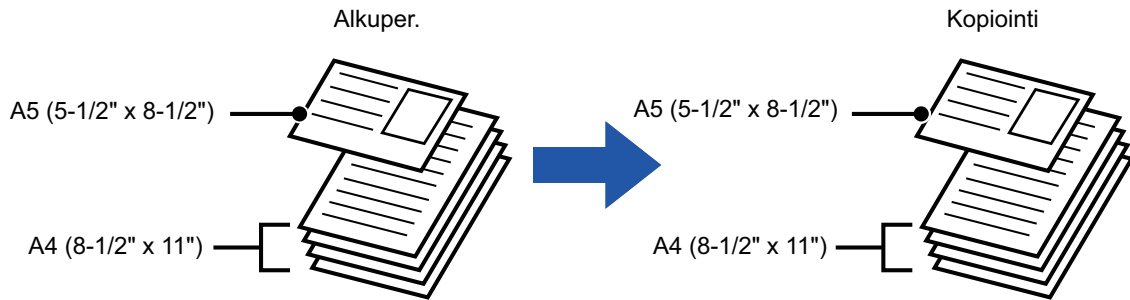 Alkuper.
Kopiointi
A5 (5-1/2" x 8-1/2")
A5 (5-1/2" x 8-1/2")
A4 (8-1/2" x 11")
A4 (8-1/2" x 11")